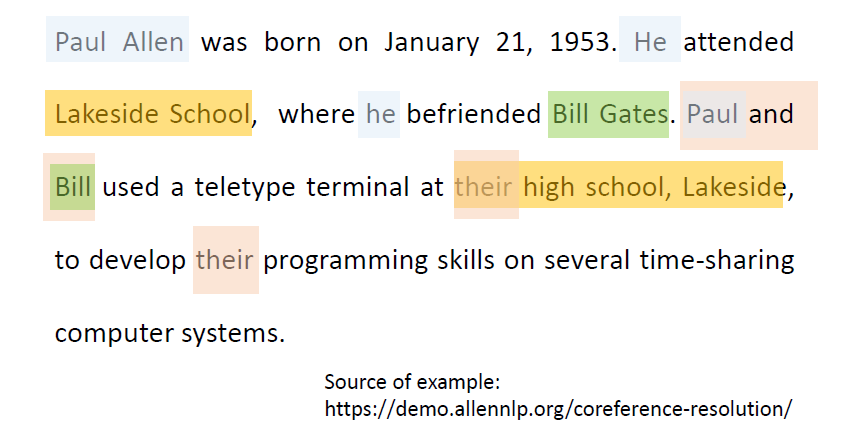 Paul Allen was born on January 21, 1953. He attended
Lakeside School, where he befriended Bill Gates. Paul and
Bill used a teletype terminal at their high school, Lakeside,
to develop their programming skills on several time-sharing
computer systems.
Source of example:
https://demo.allennlp.org/coreference-resolution/